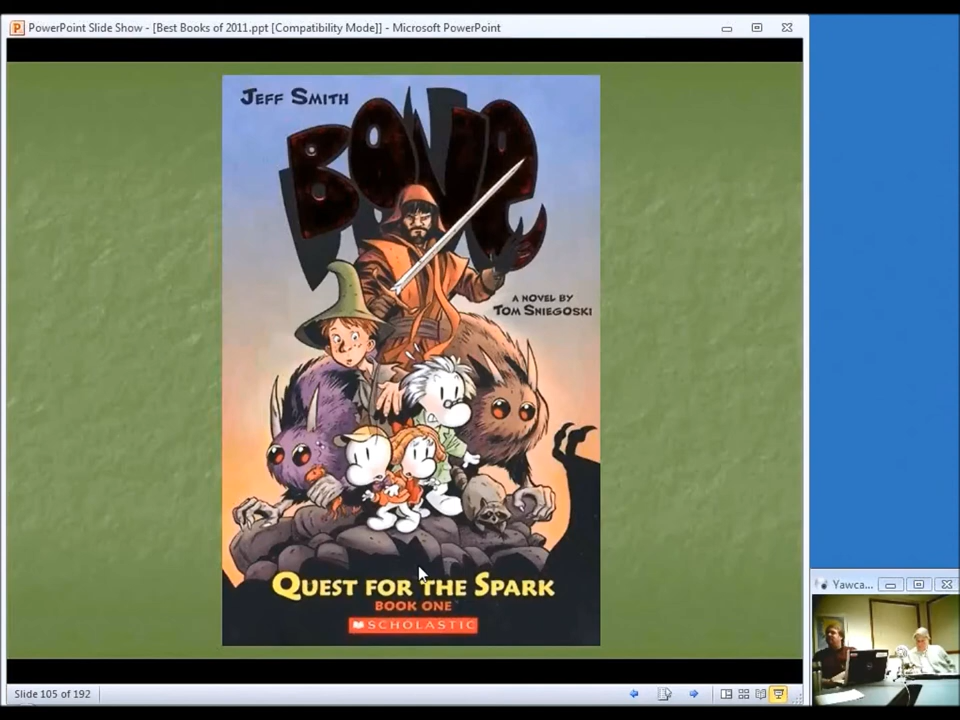 PowerPoint Slide Show - [Best Books of 2011.ppt [Compatibility Mode]] - Microsoft PowerPoint
JEFF SMITH
BONE
A NOVEL BY
TOM SNIEGOSKI
QUEST FOR THE SPARK
BOOK ONE
SCHOLASTIC
Yawca...
Slide 105 of 192